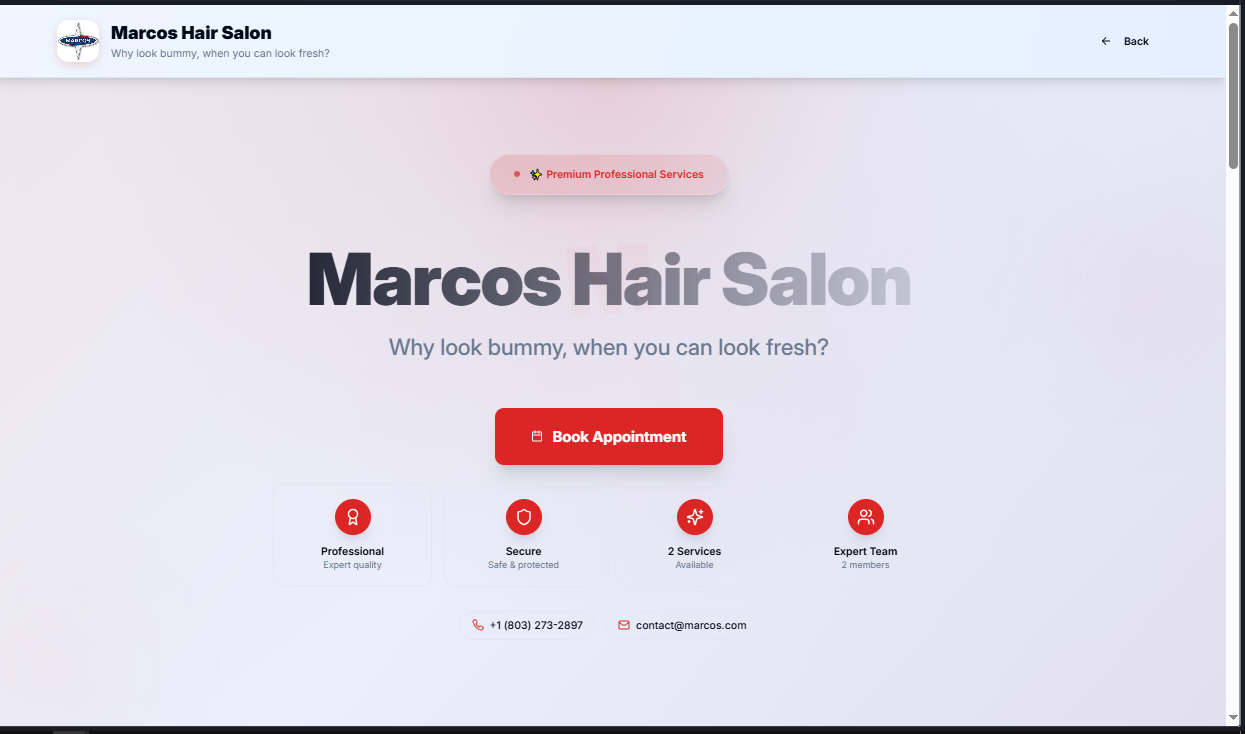 MARCOS
Marcos Hair Salon
Why look bummy, when you can look fresh?
Back
✨ Premium Professional Services
Marcos Hair Salon
Why look bummy, when you can look fresh?
Book Appointment
Professional
Expert quality
Secure
Safe & protected
2 Services
Available
Expert Team
2 members
+1 (803) 273-2897
contact@marcos.com